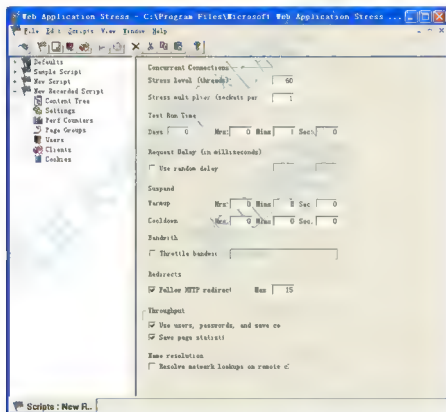 Web Application Stress - C:\Program Files\Microsoft Web Application Stress ...
File Edit Scripts View Window Help
Defaults
Sample Script
New Script
New Recorded Script
Content Tree
Settings
Perf Counters
Page Groups
Users
Clients
Cookies
Concurrent Connections
Stress level (threads) 60
Stress multiplier (sockets per 1
Test Run Time
Days 0 Hrs: 0 Mins 1 Sec: 0
Request Delay (in milliseconds)
Use random delay
Suspend
Warmup Hrs: 0 Mins 0 Sec 0
Cooldown Hrs: 0 Mins 0 Sec. 0
Bandwith
Throttle bandwi
Redirects
Follow HTTP redirect Max 15
Throughput
Use users, passwords, and save co
Save page statisti
Name resolution
Resolve network lookups on remote c
Scripts : New R..